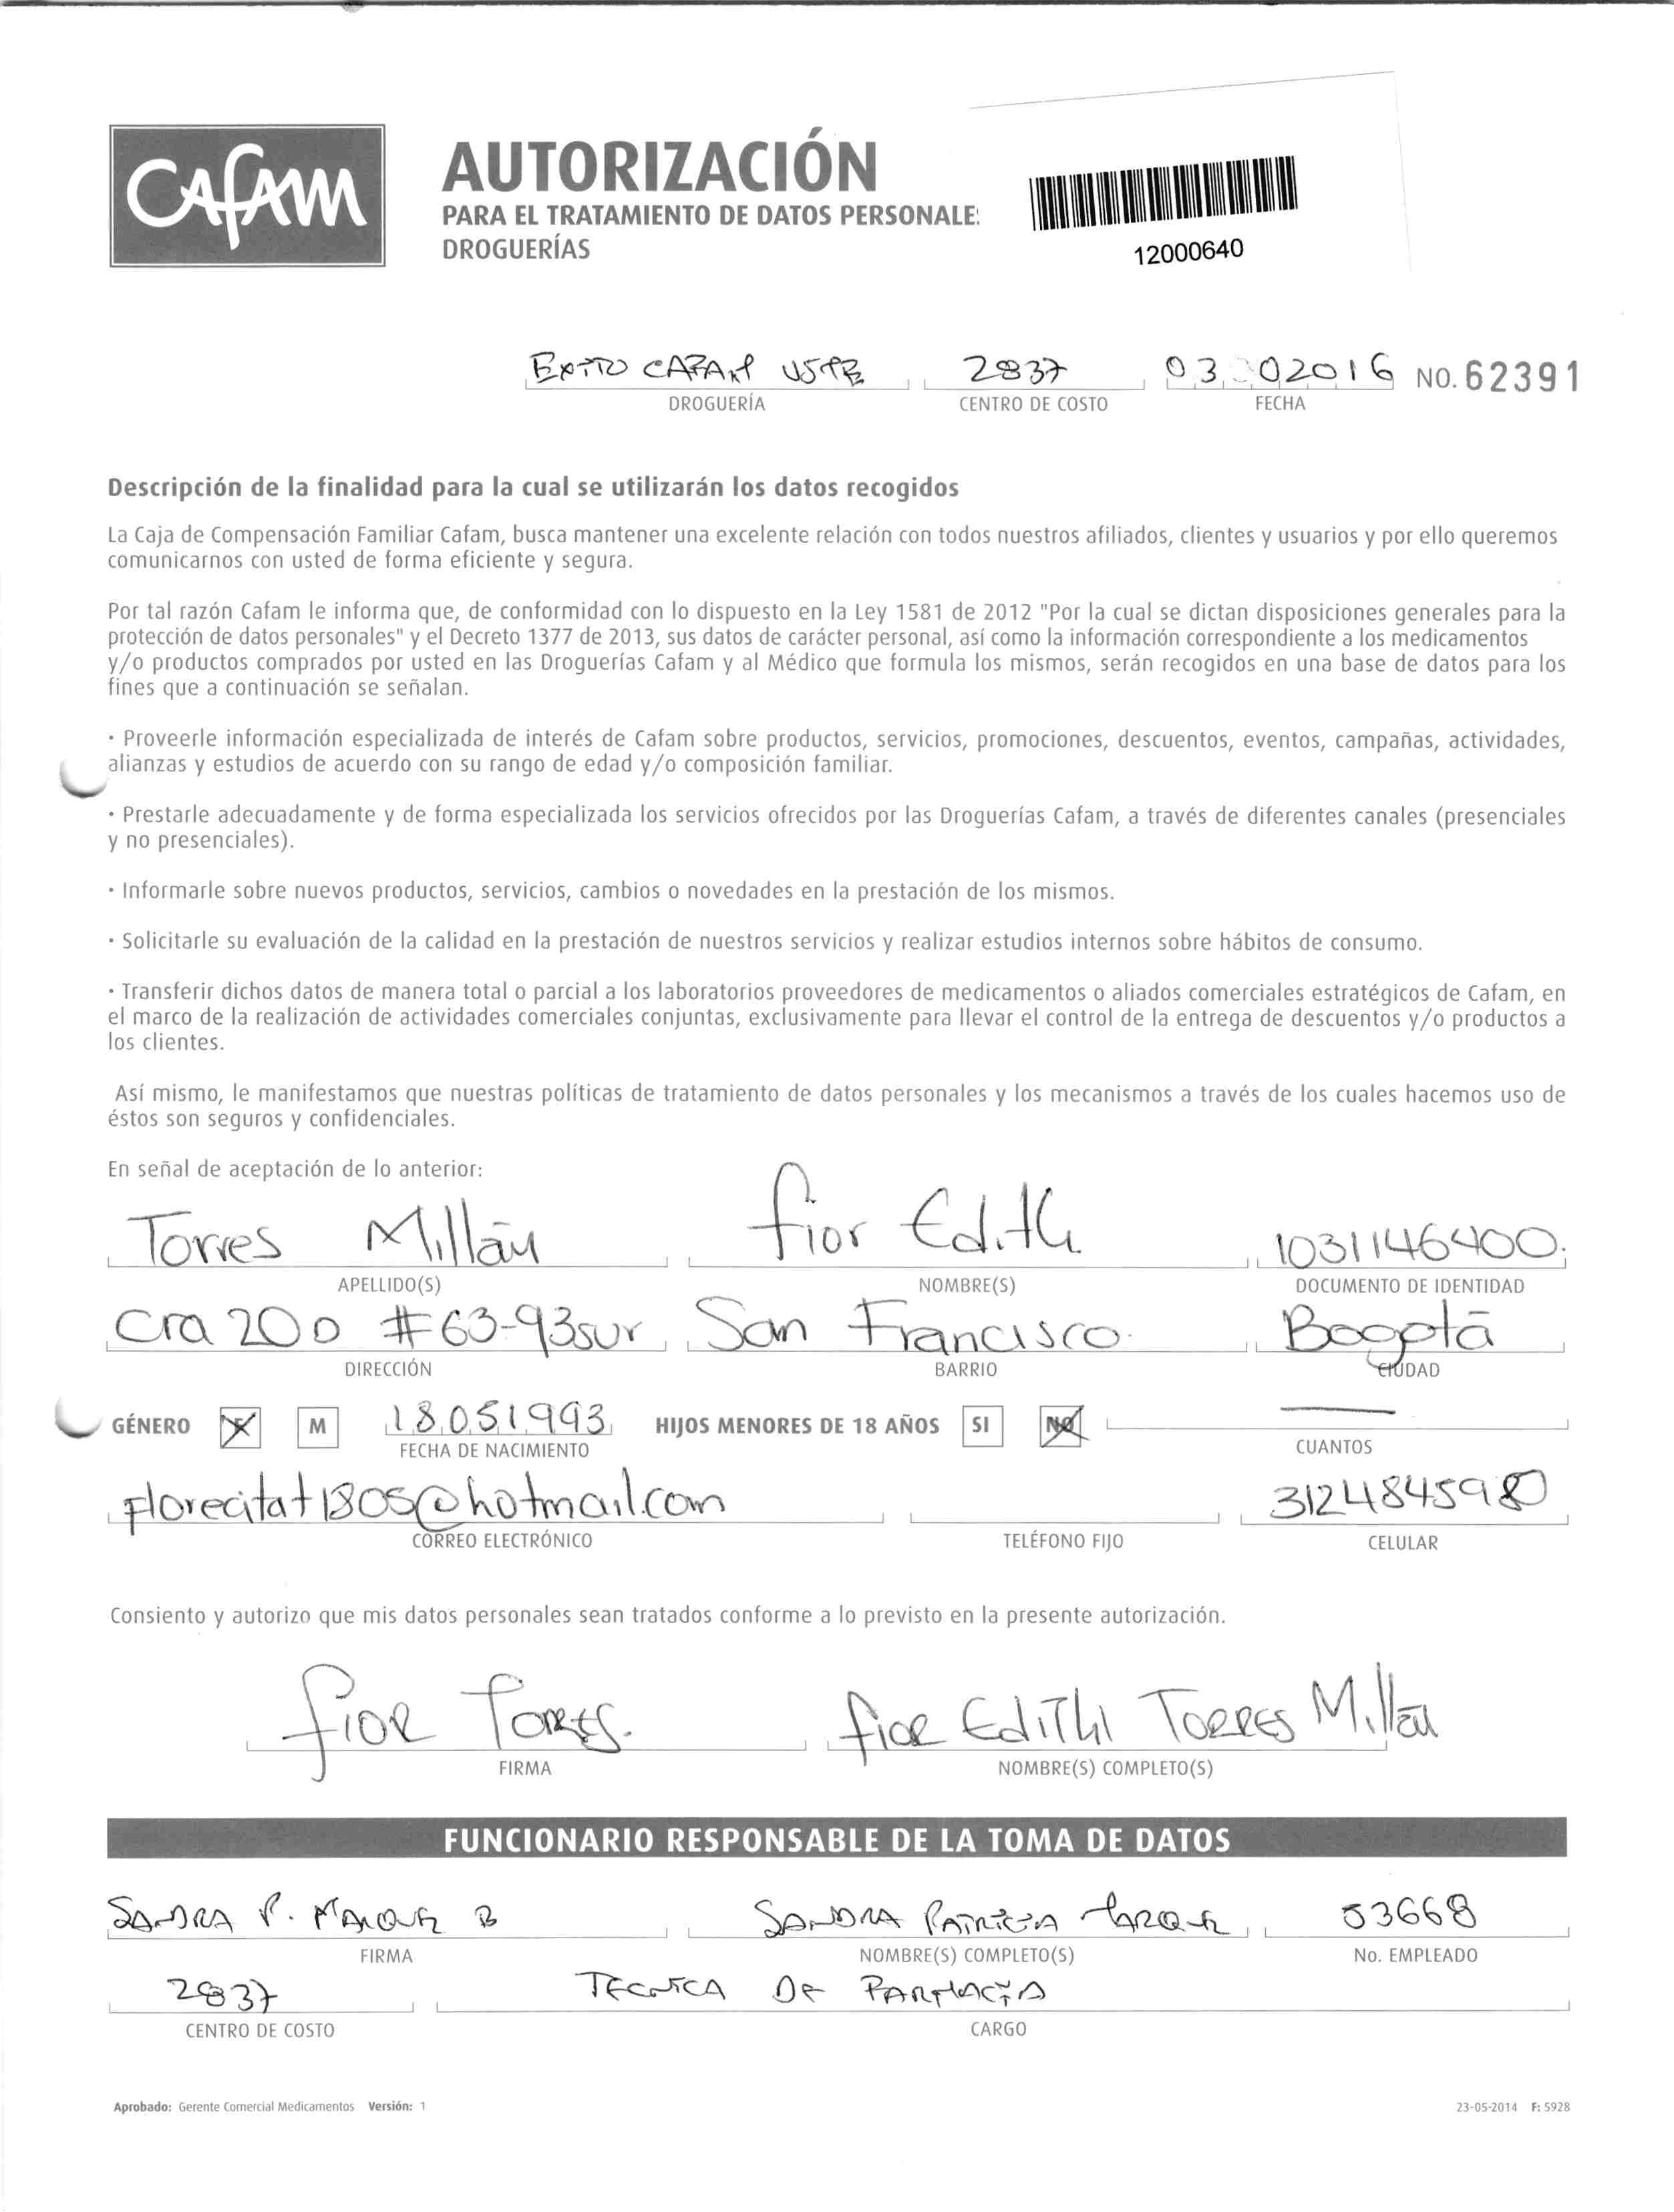 Cafam
AUTORIZACIÓN
PARA EL TRATAMIENTO DE DATOS PERSONALE
DROGUERÍAS
12000640
EXITO CAFAM USME 2837 03 02016 NO. 62391
DROGUERÍA CENTRO DE COSTO FECHA
Descripción de la finalidad para la cual se utilizarán los datos recogidos
La Caja de Compensación Familiar Cafam, busca mantener una excelente relación con todos nuestros afiliados, clientes y usuarios y por ello queremos
comunicarnos con usted de forma eficiente y segura.
Por tal razón Cafam le informa que, de conformidad con lo dispuesto en la Ley 1581 de 2012 "Por la cual se dictan disposiciones generales para la
protección de datos personales" y el Decreto 1377 de 2013, sus datos de carácter personal, así como la información correspondiente a los medicamentos
y/o productos comprados por usted en las Droguerías Cafam y al Médico que formula los mismos, serán recogidos en una base de datos para los
fines que a continuación se señalan.
· Proveerle información especializada de interés de Cafam sobre productos, servicios, promociones, descuentos, eventos, campañas, actividades,
alianzas y estudios de acuerdo con su rango de edad y/o composición familiar.
· Prestarle adecuadamente y de forma especializada los servicios ofrecidos por las Droguerías Cafam, a través de diferentes canales (presenciales
y no presenciales).
· Informarle sobre nuevos productos, servicios, cambios o novedades en la prestación de los mismos.
· Solicitarle su evaluación de la calidad en la prestación de nuestros servicios y realizar estudios internos sobre hábitos de consumo.
· Transferir dichos datos de manera total o parcial a los laboratorios proveedores de medicamentos o aliados comerciales estratégicos de Cafam, en
el marco de la realización de actividades comerciales conjuntas, exclusivamente para llevar el control de la entrega de descuentos y/o productos a
los clientes.
Así mismo, le manifestamos que nuestras políticas de tratamiento de datos personales y los mecanismos a través de los cuales hacemos uso de
éstos son seguros y confidenciales.
En señal de aceptación de lo anterior:
Torres Millán flor Edith 1031146400.
APELLIDO(S) NOMBRE(S) DOCUMENTO DE IDENTIDAD
Cra 20 D #63-93sur San Francisco. Bogotá
DIRECCIÓN BARRIO CIUDAD
GÉNERO F M 18051993 HIJOS MENORES DE 18 AÑOS SI NO —
FECHA DE NACIMIENTO CUANTOS
florecitat1805@hotmail.com 3124845980
CORREO ELECTRÓNICO TELÉFONO FIJO CELULAR
Consiento y autorizo que mis datos personales sean tratados conforme a lo previsto en la presente autorización.
flor Torres. flor Edith Torres Millán
FIRMA NOMBRE(S) COMPLETO(S)
FUNCIONARIO RESPONSABLE DE LA TOMA DE DATOS
SANDRA P. MARQUEZ B SANDRA PATRICIA MARQUEZ 53668
FIRMA NOMBRE(S) COMPLETO(S) No. EMPLEADO
2837 TECNICA DE FARMACIA
CENTRO DE COSTO CARGO
Aprobado: Gerente Comercial Medicamentos Versión: 1 23-05-2014 F: 5928